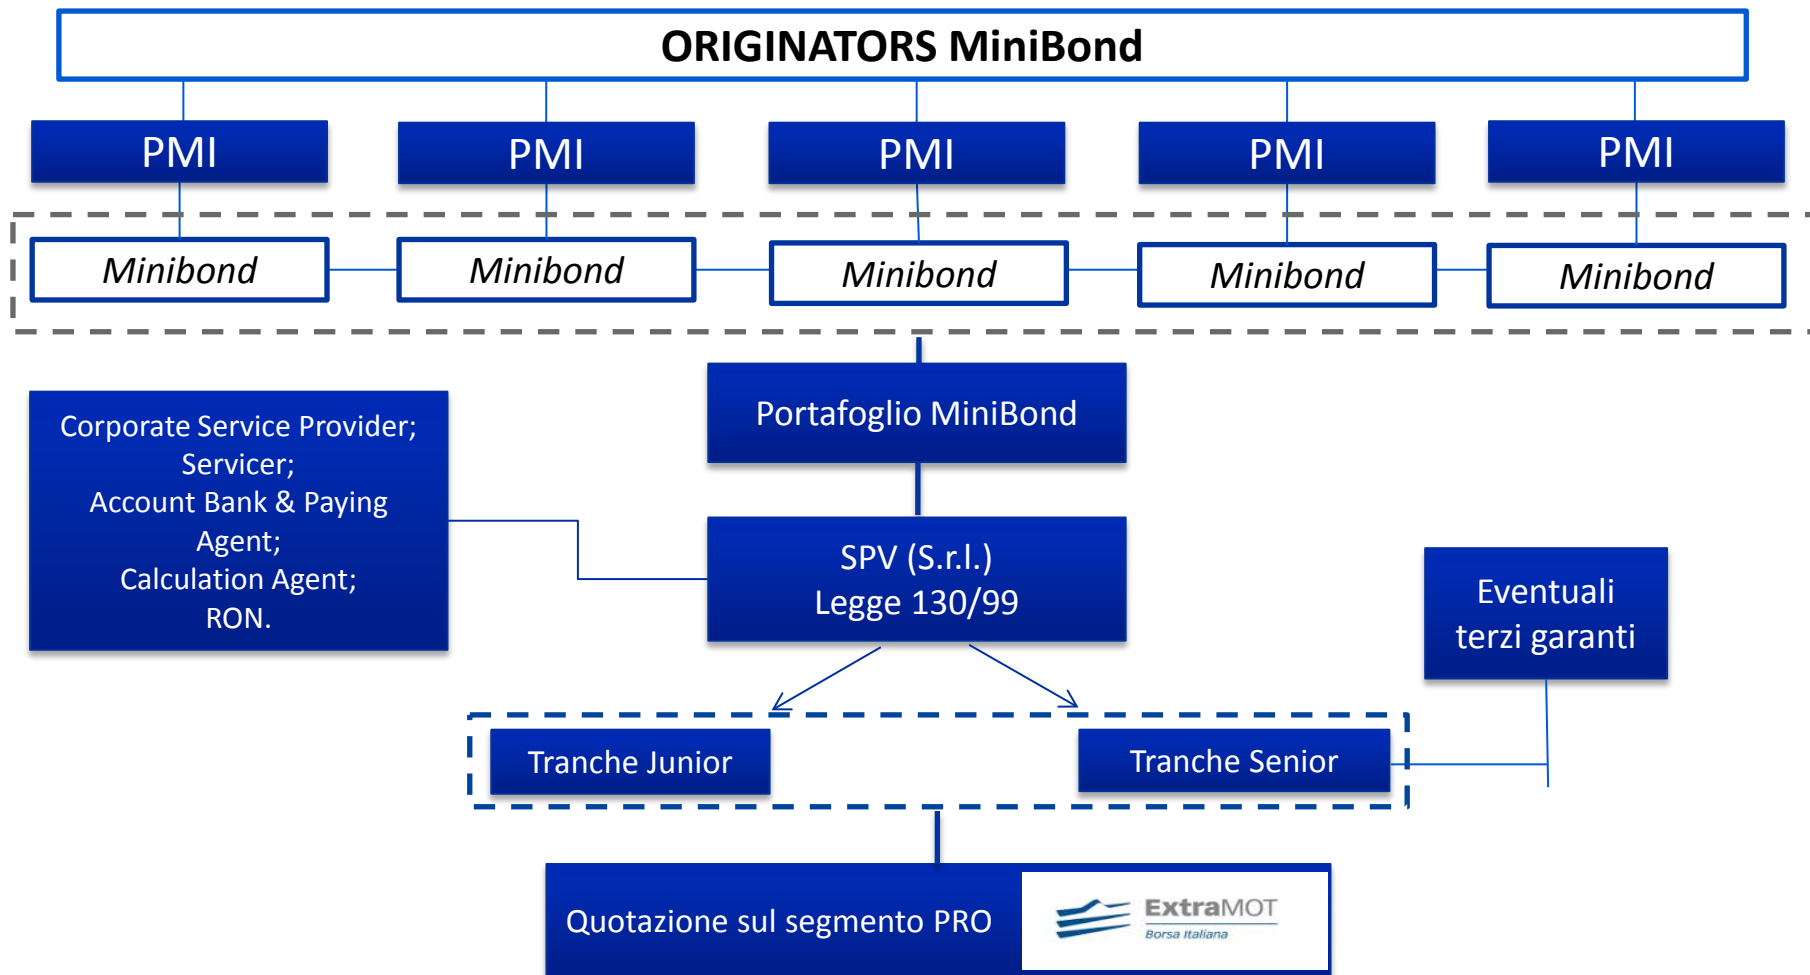 ORIGINATORS MiniBond
PMI
PMI
PMI
PMI
PMI
Minibond
Minibond
Minibond
Minibond
Minibond
Portafoglio MiniBond
Corporate Service Provider;
Servicer;
Account Bank & Paying
Agent;
Calculation Agent;
RON.
SPV (S.r.l.)
Legge 130/99
Eventuali
terzi garanti
Tranche Junior
Tranche Senior
Quotazione sul segmento PRO
ExtraMOT
Borsa Italiana